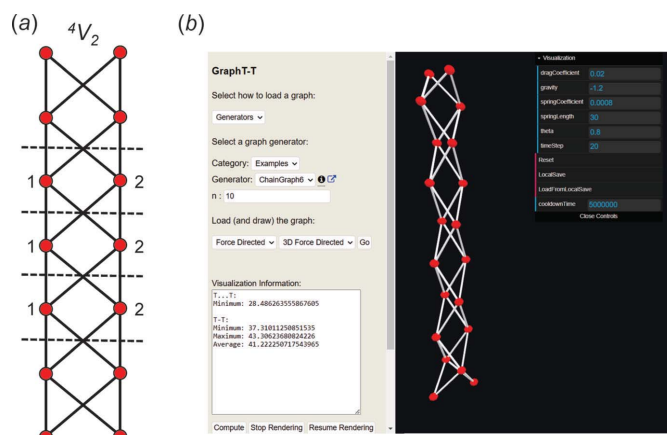 (a)
⁴V₂
1 2
1 2
(b)
GraphT-T
Select how to load a graph:
Generators
Select a graph generator:
Category: Examples
Generator: ChainGraph6
n : 10
Load (and draw) the graph:
Force Directed 3D Force Directed Go
Visualization Information:
T...T:
Minimum: 28.486263555867605
T-T:
Minimum: 37.31011250851535
Maximum: 43.30623680824226
Average: 41.222250717543965
Compute Stop Rendering Resume Rendering
Visualization
dragCoefficient 0.02
gravity -1.2
springCoefficient 0.0008
springLength 30
theta 0.8
timeStep 20
Reset
LocalSave
LoadFromLocalSave
cooldownTime 5000000
Close Controls